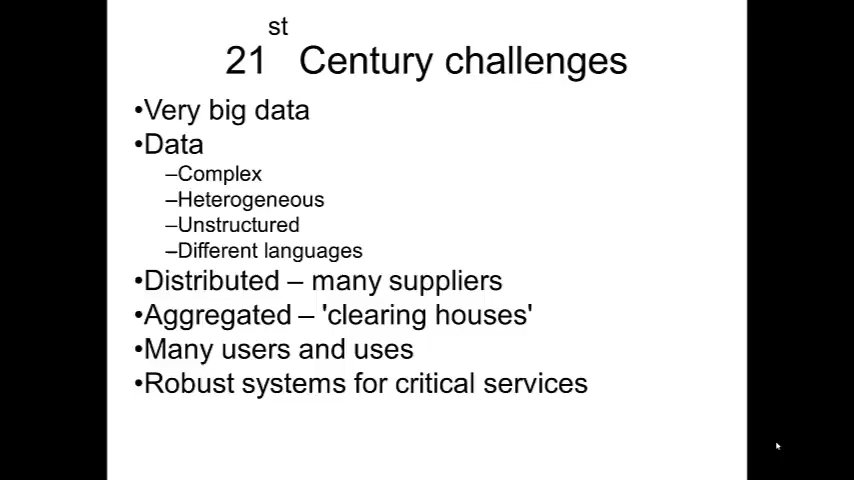 21st Century challenges
•Very big data
•Data
–Complex
–Heterogeneous
–Unstructured
–Different languages
•Distributed – many suppliers
•Aggregated – 'clearing houses'
•Many users and uses
•Robust systems for critical services